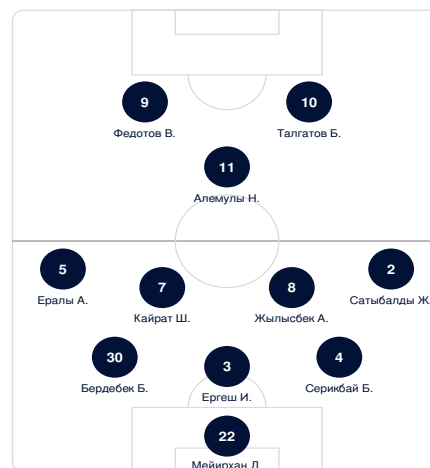 9
10
Федотов В.
Талгатов Б.
11
Алемулы Н.
5
2
7
8
Ералы А.
Сатыбалды Ж
Кайрат Ш.
Жылысбек А.
30
3
4
Бердебек Б.
Серикбай Б.
Ергеш И.
22
Мейирхан Д.